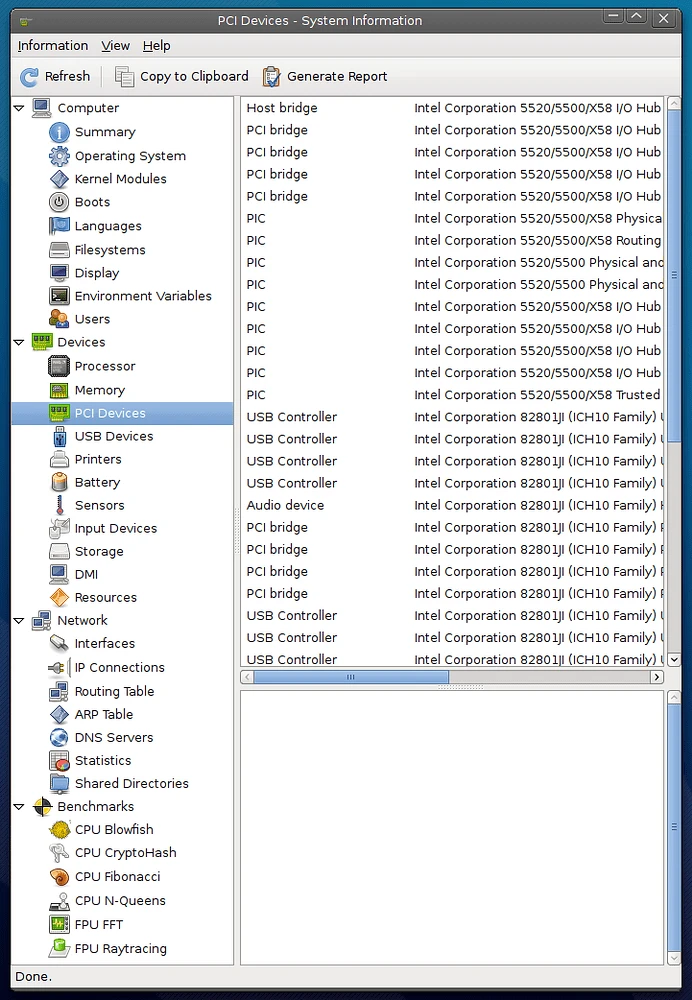 PCI Devices - System Information
Information View Help
Refresh Copy to Clipboard Generate Report
Computer
Summary
Operating System
Kernel Modules
Boots
Languages
Filesystems
Display
Environment Variables
Users
Devices
Processor
Memory
PCI Devices
USB Devices
Printers
Battery
Sensors
Input Devices
Storage
DMI
Resources
Network
Interfaces
IP Connections
Routing Table
ARP Table
DNS Servers
Statistics
Shared Directories
Benchmarks
CPU Blowfish
CPU CryptoHash
CPU Fibonacci
CPU N-Queens
FPU FFT
FPU Raytracing
Host bridge Intel Corporation 5520/5500/X58 I/O Hub
PCI bridge Intel Corporation 5520/5500/X58 I/O Hub
PCI bridge Intel Corporation 5520/5500/X58 I/O Hub
PCI bridge Intel Corporation 5520/5500/X58 I/O Hub
PCI bridge Intel Corporation 5520/5500/X58 I/O Hub
PIC Intel Corporation 5520/5500/X58 Physica
PIC Intel Corporation 5520/5500/X58 Routing
PIC Intel Corporation 5520/5500 Physical and
PIC Intel Corporation 5520/5500 Physical and
PIC Intel Corporation 5520/5500/X58 I/O Hub
PIC Intel Corporation 5520/5500/X58 I/O Hub
PIC Intel Corporation 5520/5500/X58 I/O Hub
PIC Intel Corporation 5520/5500/X58 I/O Hub
PIC Intel Corporation 5520/5500/X58 Trusted
USB Controller Intel Corporation 82801JI (ICH10 Family) U
USB Controller Intel Corporation 82801JI (ICH10 Family) U
USB Controller Intel Corporation 82801JI (ICH10 Family) U
USB Controller Intel Corporation 82801JI (ICH10 Family) U
Audio device Intel Corporation 82801JI (ICH10 Family) H
PCI bridge Intel Corporation 82801JI (ICH10 Family) P
PCI bridge Intel Corporation 82801JI (ICH10 Family) P
PCI bridge Intel Corporation 82801JI (ICH10 Family) P
PCI bridge Intel Corporation 82801JI (ICH10 Family) P
USB Controller Intel Corporation 82801JI (ICH10 Family) U
USB Controller Intel Corporation 82801JI (ICH10 Family) U
USB Controller Intel Corporation 82801JI (ICH10 Family) U
Done.